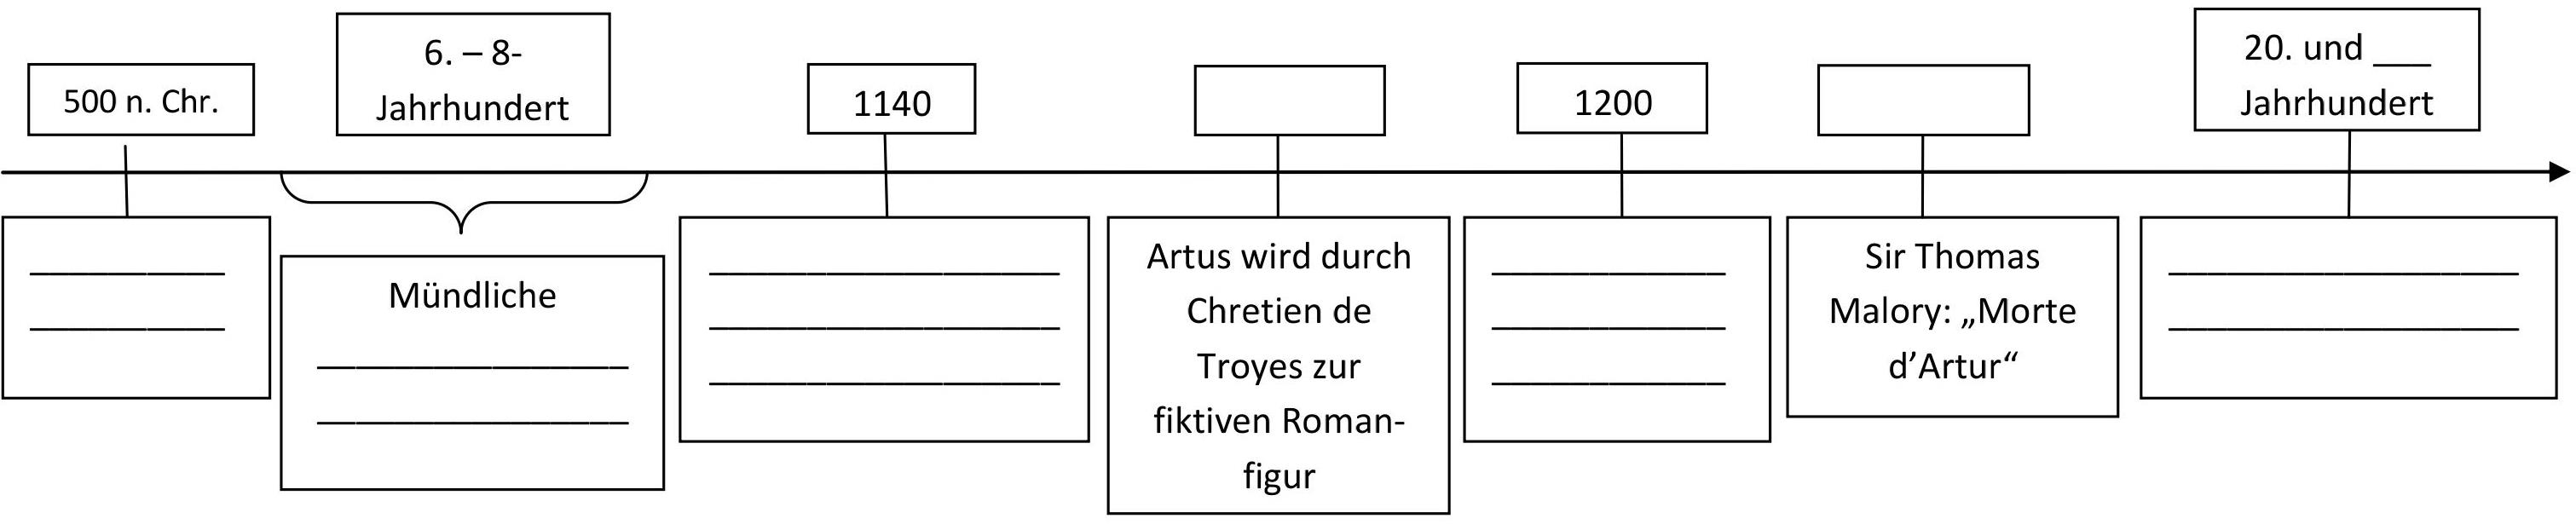 500 n. Chr.
6. – 8-
Jahrhundert
1140
1200
20. und ___
Jahrhundert
Mündliche
Artus wird durch
Chretien de
Troyes zur
fiktiven Roman-
figur
Sir Thomas
Malory: „Morte
d’Artur“